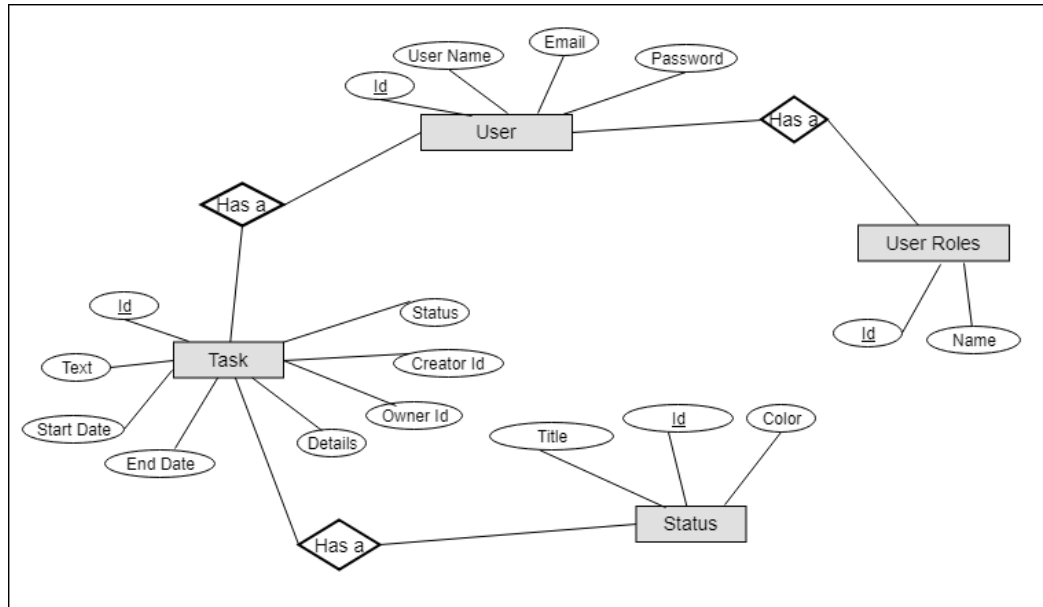 Email
User Name
Password
Id
User
Has a
Has a
User Roles
Id
Status
Id
Name
Task
Text
Creator Id
Owner Id
Start Date
Details
End Date
Id
Color
Title
Status
Has a